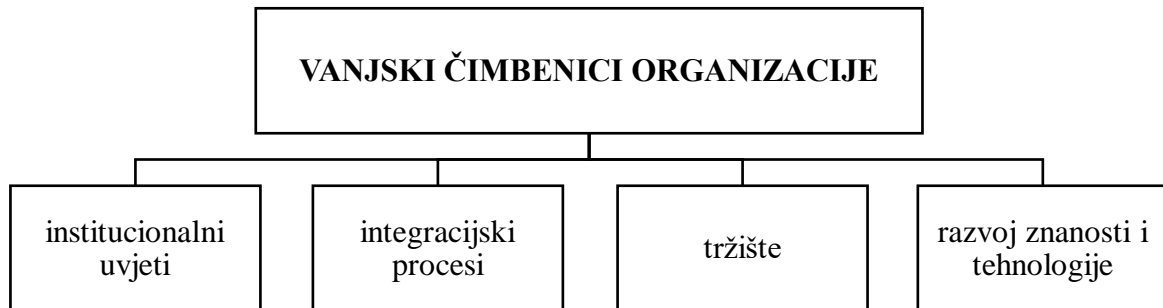 VANJSKI ČIMBENICI ORGANIZACIJE
institucionalni
uvjeti
integracijski
procesi
tržište
razvoj znanosti i
tehnologije